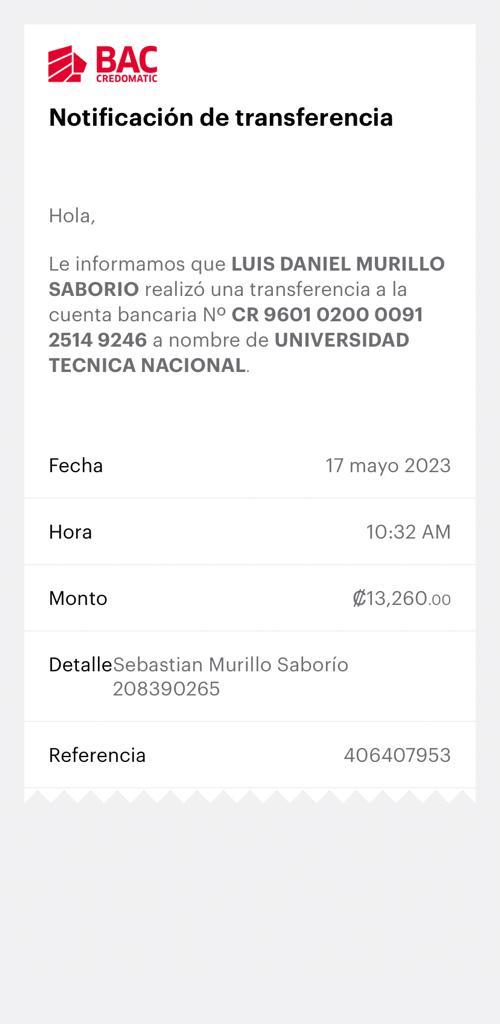 BAC
CREDOMATIC
Notificación de transferencia
Hola,
Le informamos que LUIS DANIEL MURILLO
SABORIO realizó una transferencia a la
cuenta bancaria Nº CR 9601 0200 0091
2514 9246 a nombre de UNIVERSIDAD
TECNICA NACIONAL.
Fecha 17 mayo 2023
Hora 10:32 AM
Monto ₡13,260.00
Detalle Sebastian Murillo Saborío
208390265
Referencia 406407953